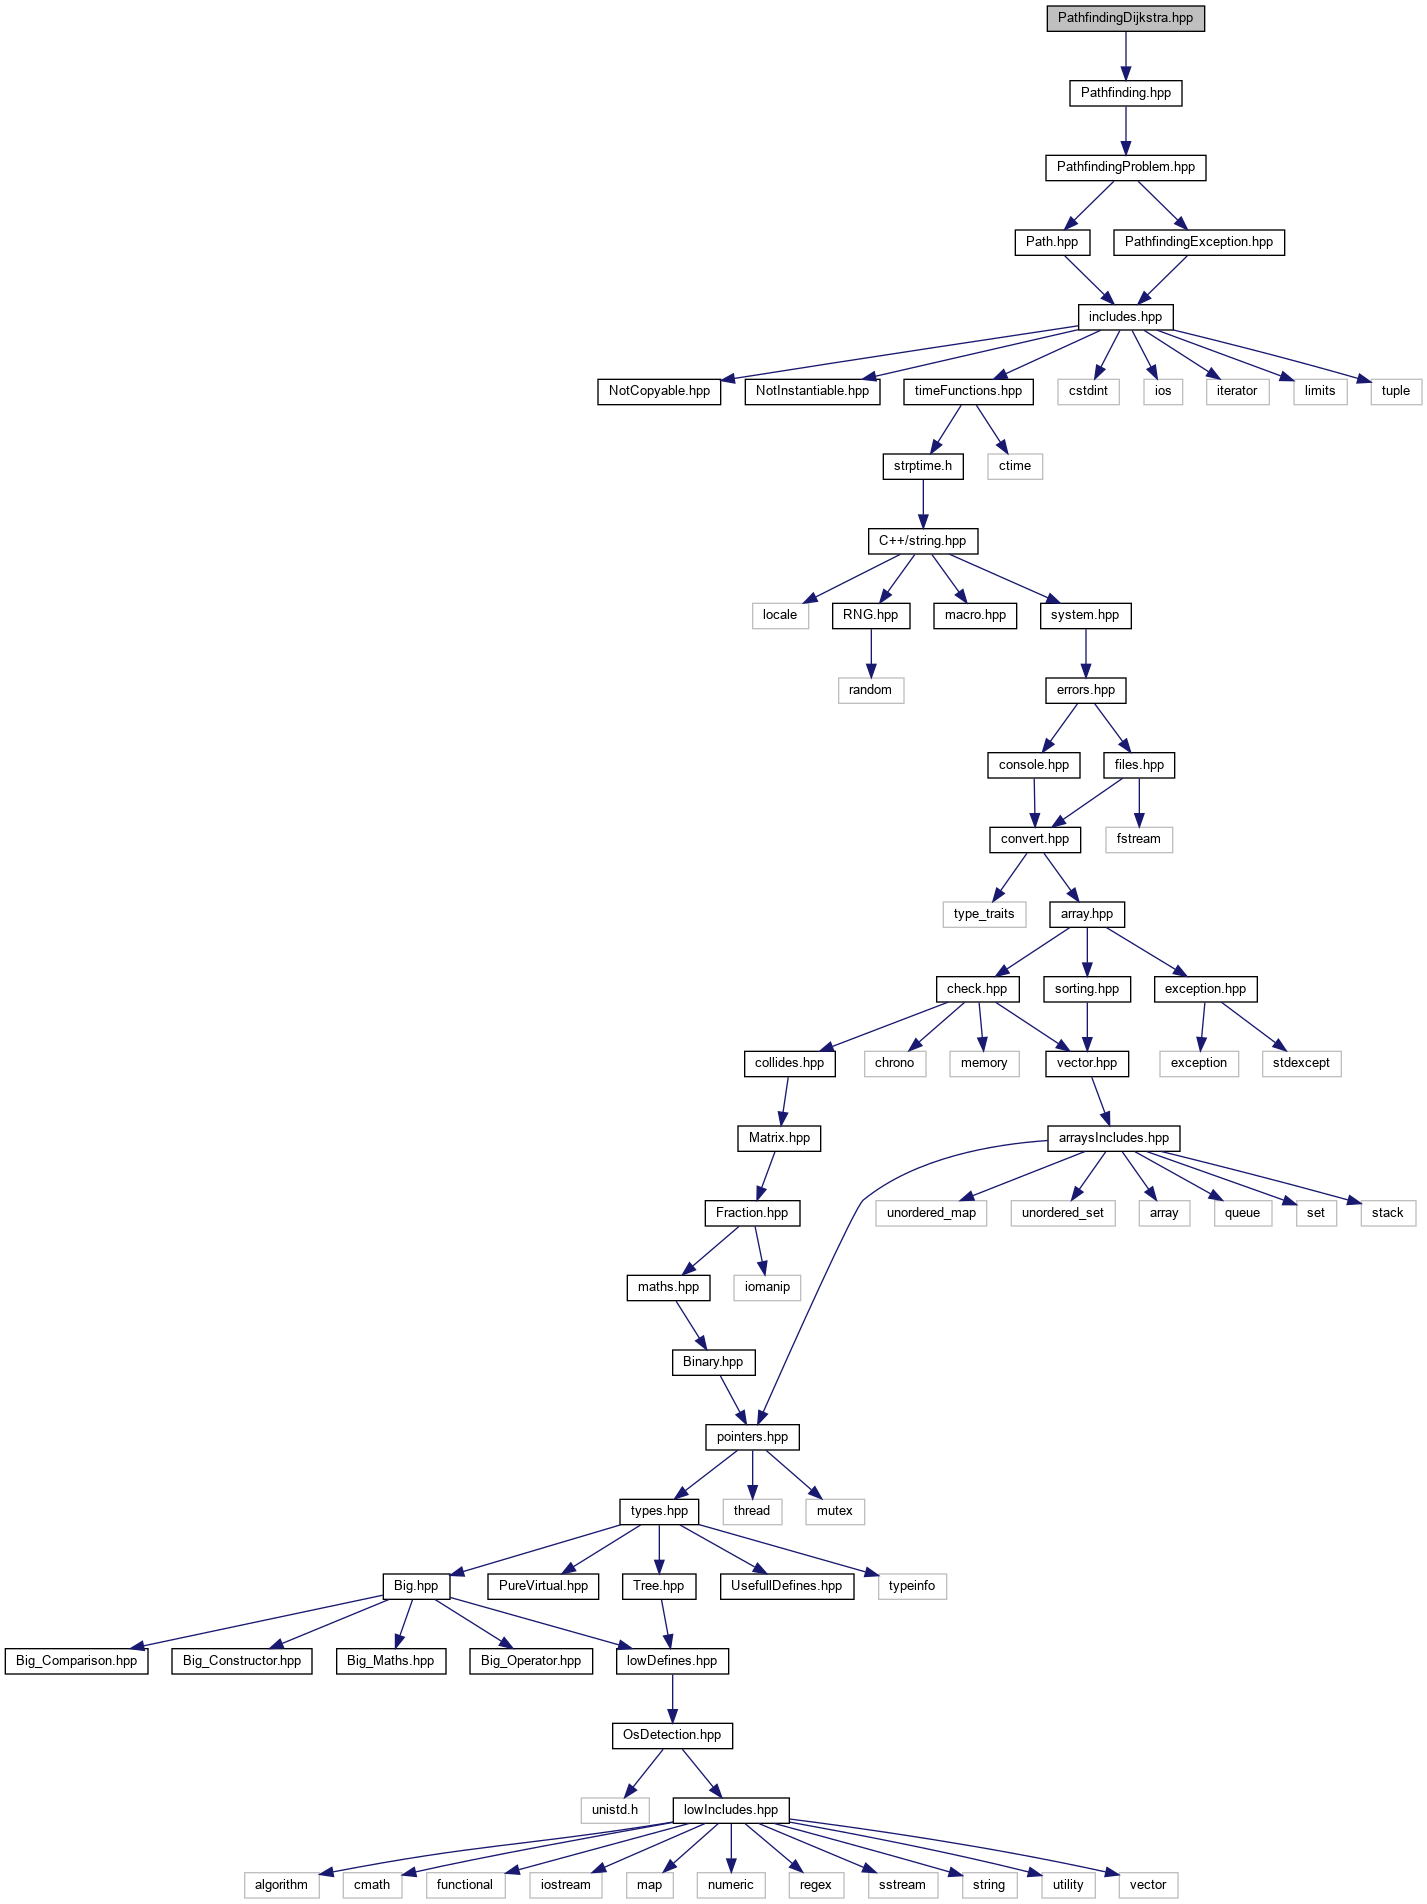 PathfindingDijkstra.hpp
Pathfinding.hpp
PathfindingProblem.hpp
Path.hpp
PathfindingException.hpp
includes.hpp
NotCopyable.hpp
NotInstantiable.hpp
timeFunctions.hpp
cstdint
ios
iterator
limits
tuple
strptime.h
ctime
C++/string.hpp
locale
RNG.hpp
macro.hpp
system.hpp
random
errors.hpp
console.hpp
files.hpp
convert.hpp
fstream
type_traits
array.hpp
check.hpp
sorting.hpp
exception.hpp
collides.hpp
chrono
memory
vector.hpp
exception
stdexcept
Matrix.hpp
arraysIncludes.hpp
Fraction.hpp
unordered_map
unordered_set
array
queue
set
stack
maths.hpp
iomanip
Binary.hpp
pointers.hpp
types.hpp
thread
mutex
Big.hpp
PureVirtual.hpp
Tree.hpp
UsefullDefines.hpp
typeinfo
Big_Comparison.hpp
Big_Constructor.hpp
Big_Maths.hpp
Big_Operator.hpp
lowDefines.hpp
OsDetection.hpp
unistd.h
lowIncludes.hpp
algorithm
cmath
functional
iostream
map
numeric
regex
sstream
string
utility
vector